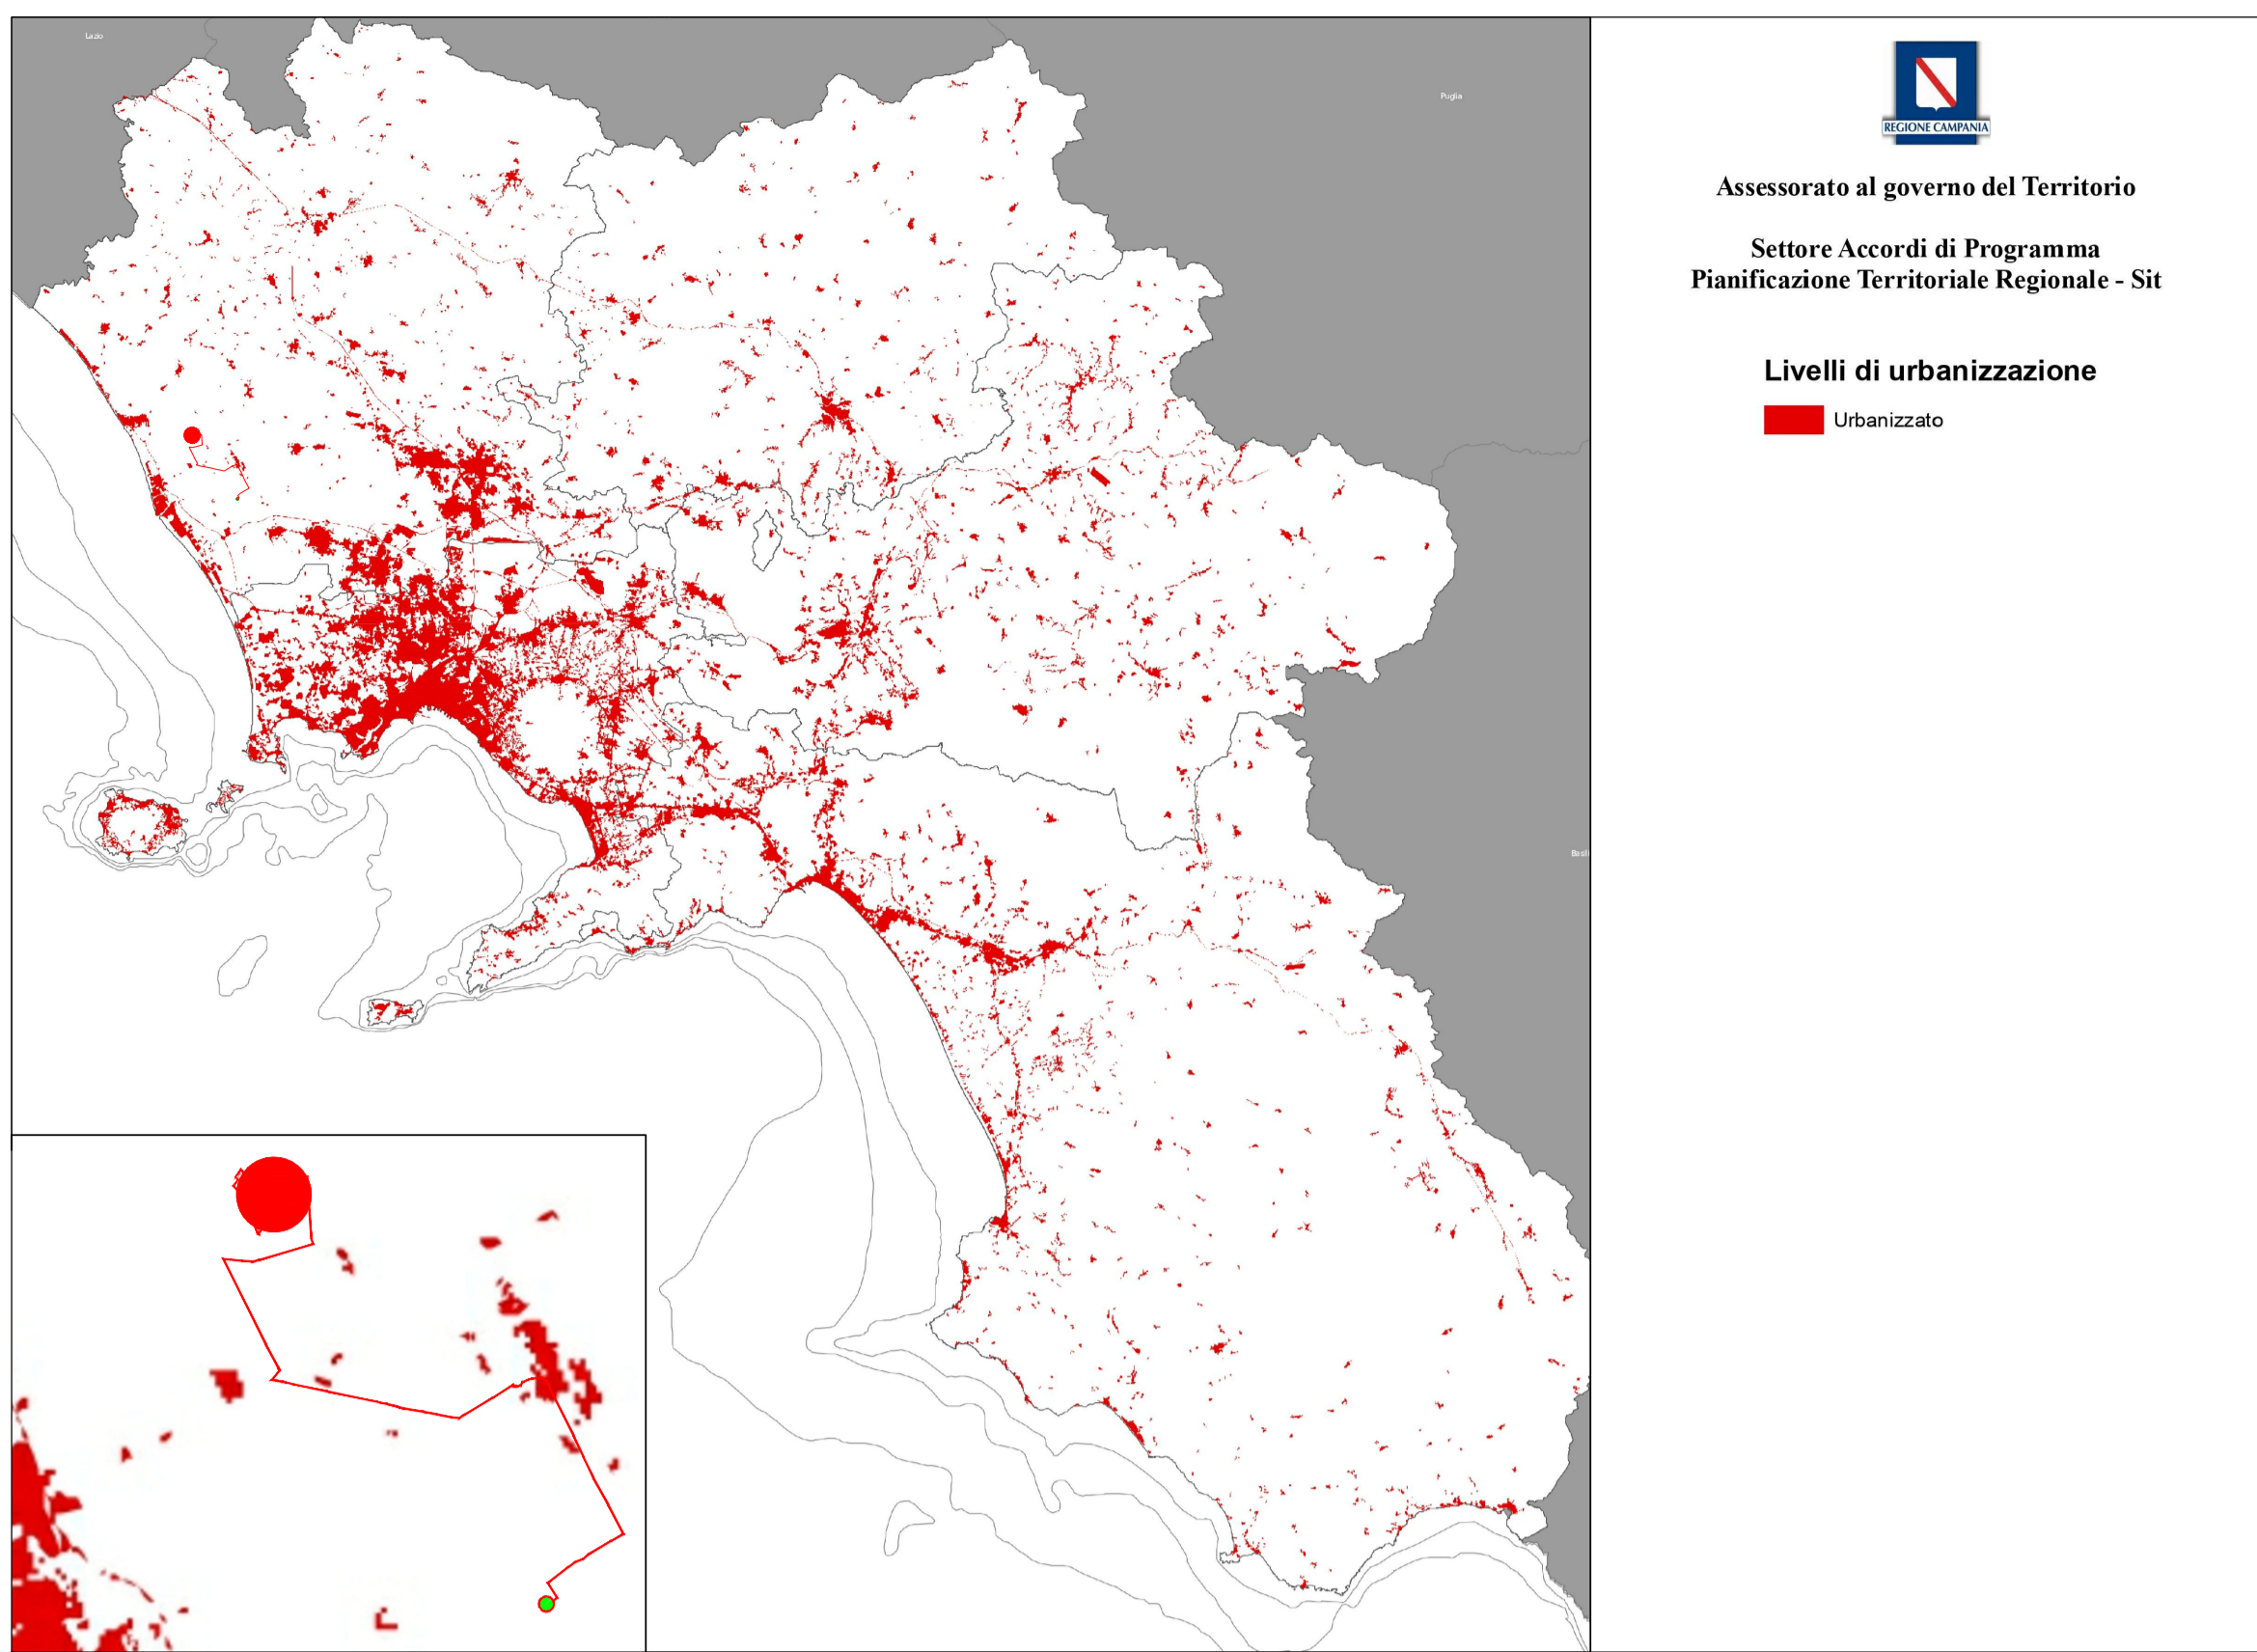 Lazio
Puglia
Basil
REGIONE CAMPANIA
Assessorato al governo del Territorio
Settore Accordi di Programma
Pianificazione Territoriale Regionale - Sit
Livelli di urbanizzazione
Urbanizzato